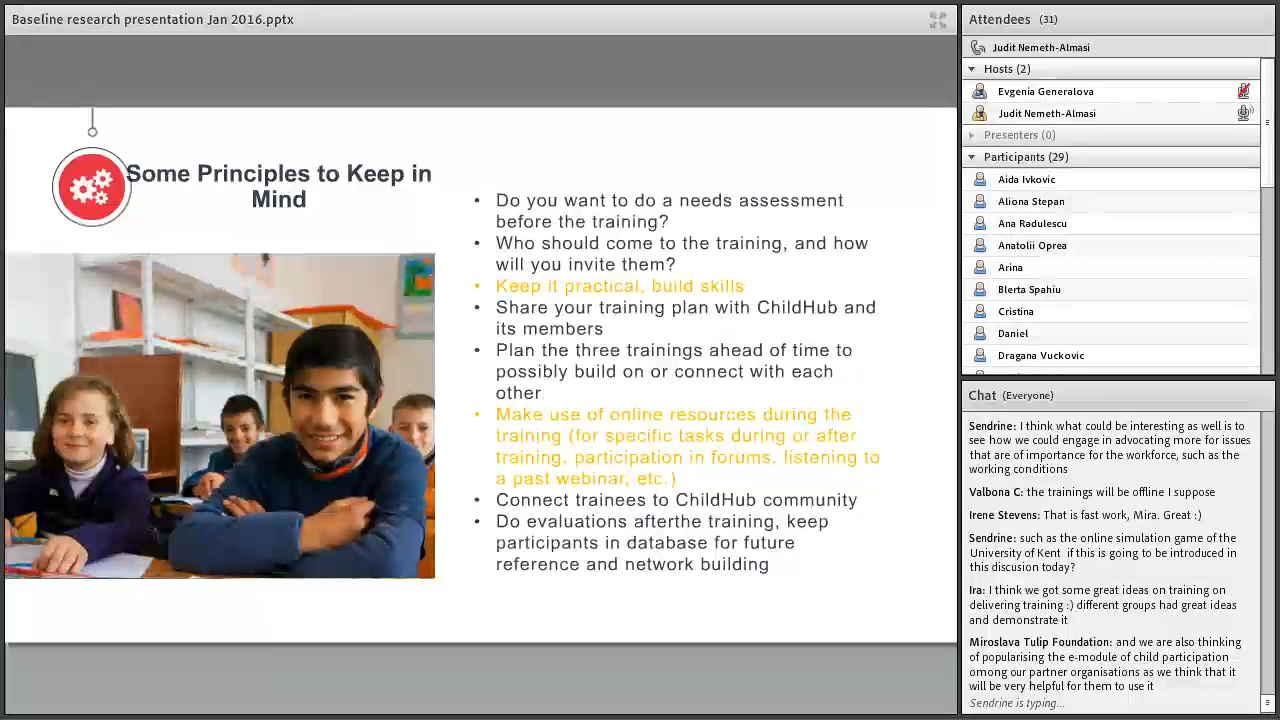 Baseline research presentation Jan 2016.pptx
Some Principles to Keep in
Mind
• Do you want to do a needs assessment
before the training?
• Who should come to the training, and how
will you invite them?
• Keep it practical, build skills
• Share your training plan with ChildHub and
its members
• Plan the three trainings ahead of time to
possibly build on or connect with each
other
• Make use of online resources during the
training (for specific tasks during or after
training, participation in forums, listening to
a past webinar, etc.)
• Connect trainees to ChildHub community
• Do evaluations afterthe training, keep
participants in database for future
reference and network building
Attendees (31)
Judit Nemeth-Almasi
Hosts (2)
Evgenia Generalova
Judit Nemeth-Almasi
Presenters (0)
Participants (29)
Aida Ivkovic
Aliona Stepan
Ana Radulescu
Anatolii Oprea
Arina
Blerta Spahiu
Cristina
Daniel
Dragana Vuckovic
Chat (Everyone)
Sendrine: I think what could be interesting as well is to
see how we could engage in advocating more for issues
that are of importance for the workforce, such as the
working conditions
Valbona C: the trainings will be offline I suppose
Irene Stevens: That is fast work, Mira. Great :)
Sendrine: such as the online simulation game of the
University of Kent if this is going to be introduced in
this discusion today?
Ira: I think we got some great ideas on training on
delivering training :) different groups had great ideas
and demonstrate it
Miroslava Tulip Foundation: and we are also thinking
of popularising the e-module of child participation
omong our partner organisations as we think that it
will be very helpful for them to use it
Sendrine is typing...